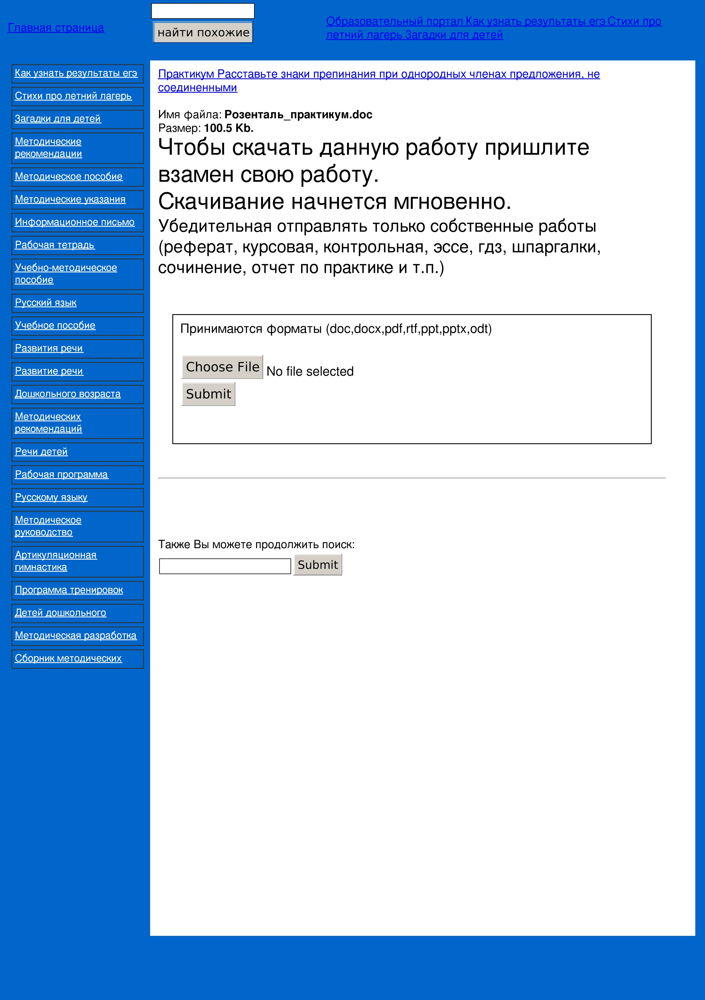 Главная страница
найти похожие
Образовательный портал Как узнать результаты егэ Стихи про
летний лагерь Загадки для детей
Как узнать результаты егэ
Стихи про летний лагерь
Загадки для детей
Методические
рекомендации
Методическое пособие
Методические указания
Информационное письмо
Рабочая тетрадь
Учебно-методическое
пособие
Русский язык
Учебное пособие
Развития речи
Развитие речи
Дошкольного возраста
Методических
рекомендаций
Речи детей
Рабочая программа
Русскому языку
Методическое
руководство
Артикуляционная
гимнастика
Программа тренировок
Детей дошкольного
Методическая разработка
Сборник методических
Практикум Расставьте знаки препинания при однородных членах предложения, не
соединенными
Имя файла: Розенталь_практикум.doc
Размер: 100.5 Kb.
Чтобы скачать данную работу пришлите
взамен свою работу.
Скачивание начнется мгновенно.
Убедительная отправлять только собственные работы
(реферат, курсовая, контрольная, эссе, гдз, шпаргалки,
сочинение, отчет по практике и т.п.)
Принимаются форматы (doc,docx,pdf,rtf,ppt,pptx,odt)
Choose File No file selected
Submit
Также Вы можете продолжить поиск:
Submit